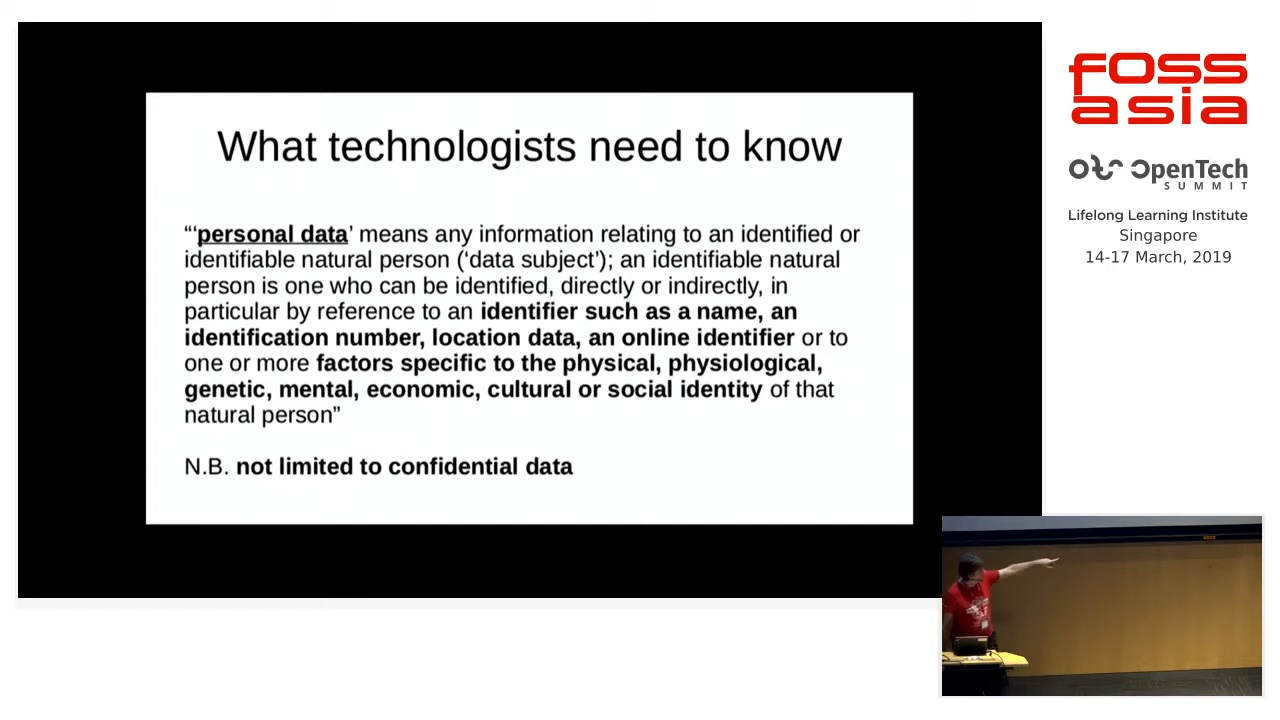 What technologists need to know
“‘personal data’ means any information relating to an identified or
identifiable natural person (‘data subject’); an identifiable natural
person is one who can be identified, directly or indirectly, in
particular by reference to an identifier such as a name, an
identification number, location data, an online identifier or to
one or more factors specific to the physical, physiological,
genetic, mental, economic, cultural or social identity of that
natural person”
N.B. not limited to confidential data
foss
asia
OpenTech
SUMMIT
Lifelong Learning Institute
Singapore
14-17 March, 2019